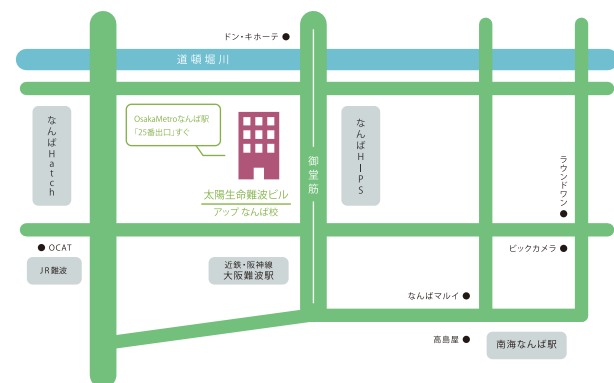 ドン・キホーテ
道頓堀川
OsakaMetroなんば駅
「25番出口」すぐ
なんばHatch
なんばHIPS
御堂筋
ラウンドワン
太陽生命難波ビル
アップ なんば校
OCAT
ビックカメラ
JR難波
近鉄・阪神線
大阪難波駅
なんばマルイ
高島屋
南海なんば駅